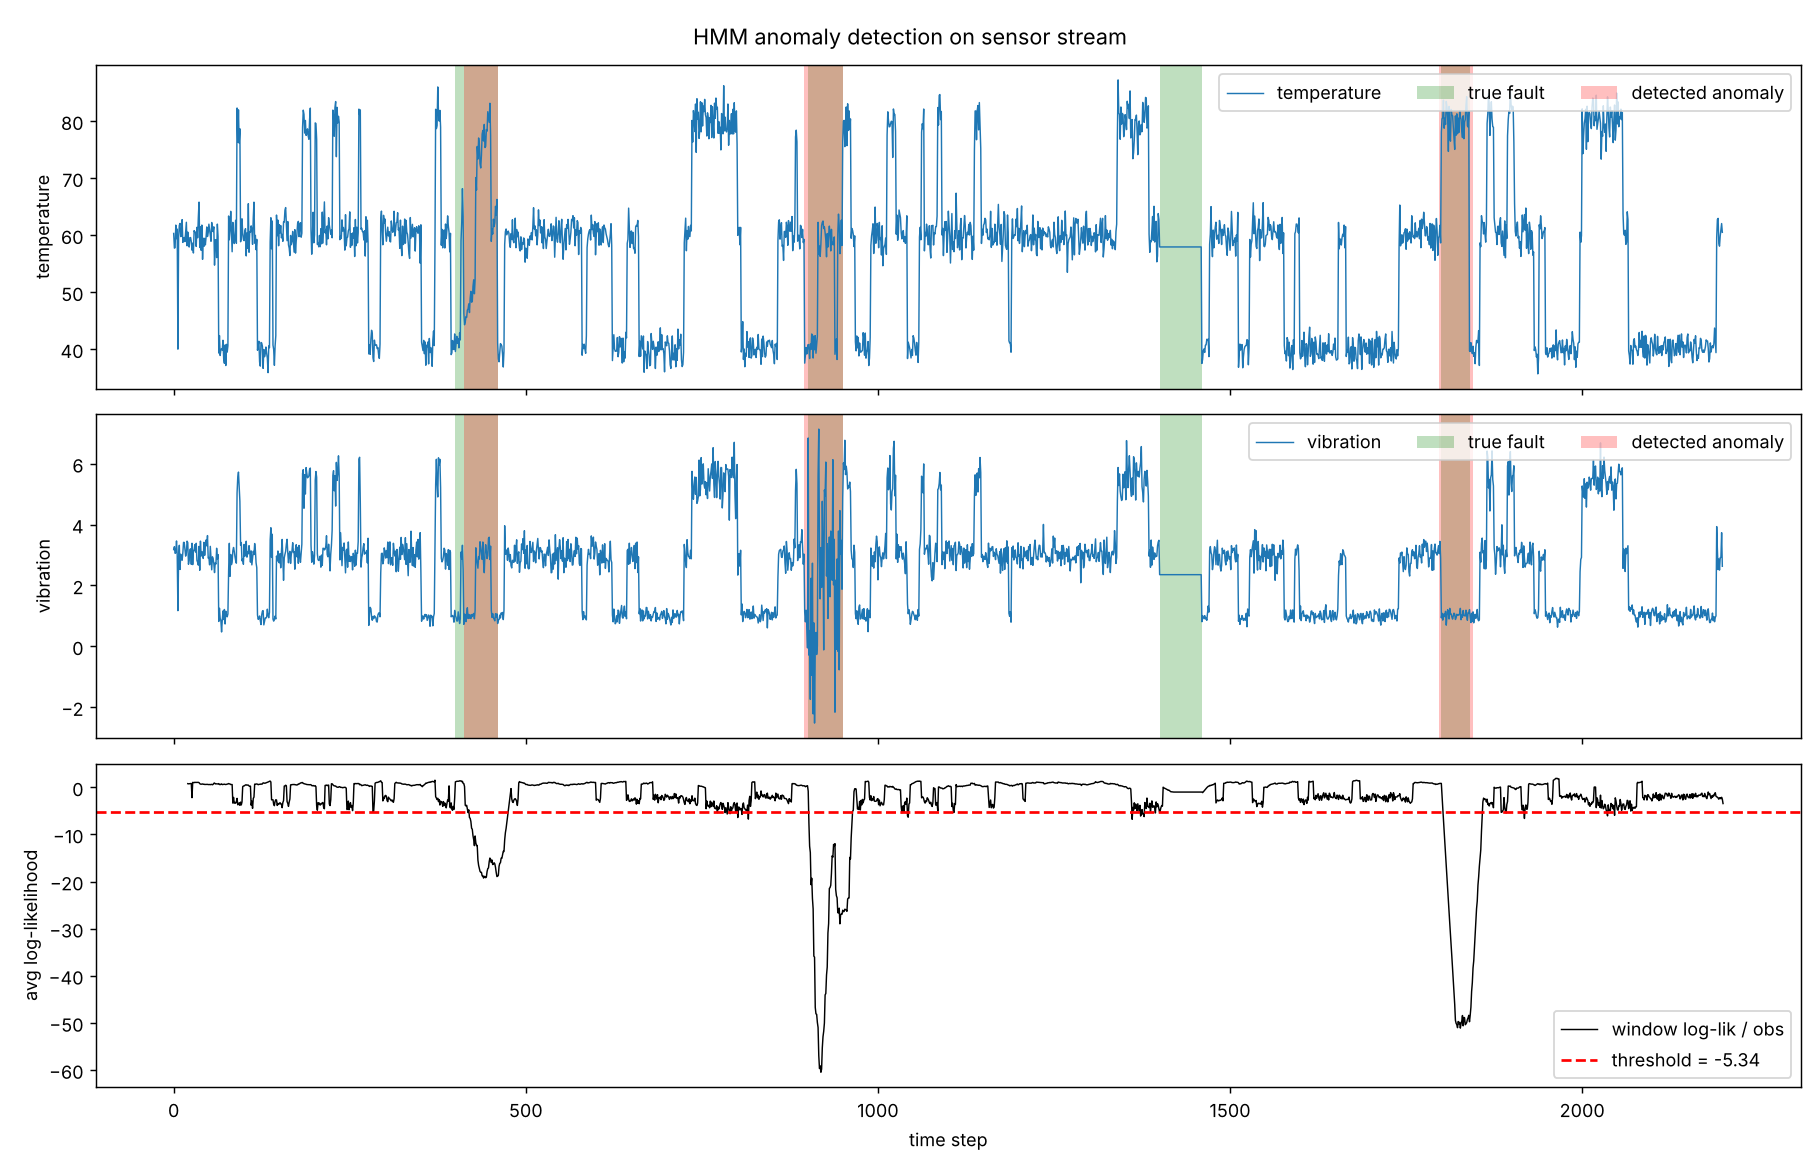 HMM anomaly detection on sensor stream
temperature
true fault
detected anomaly
80
70
60
50
40
temperature
vibration
true fault
detected anomaly
6
4
2
0
−2
vibration
0
−10
−20
−30
−40
−50
−60
avg log-likelihood
window log-lik / obs
threshold = -5.34
0
500
1000
1500
2000
time step